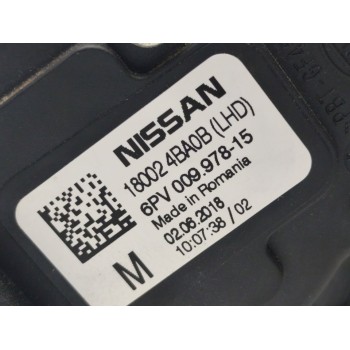 NISSAN
18002 4BA0B (LHD)
6PV 009.978-15
Made in Romania
02.08.2018
10:07:38 / 02
M